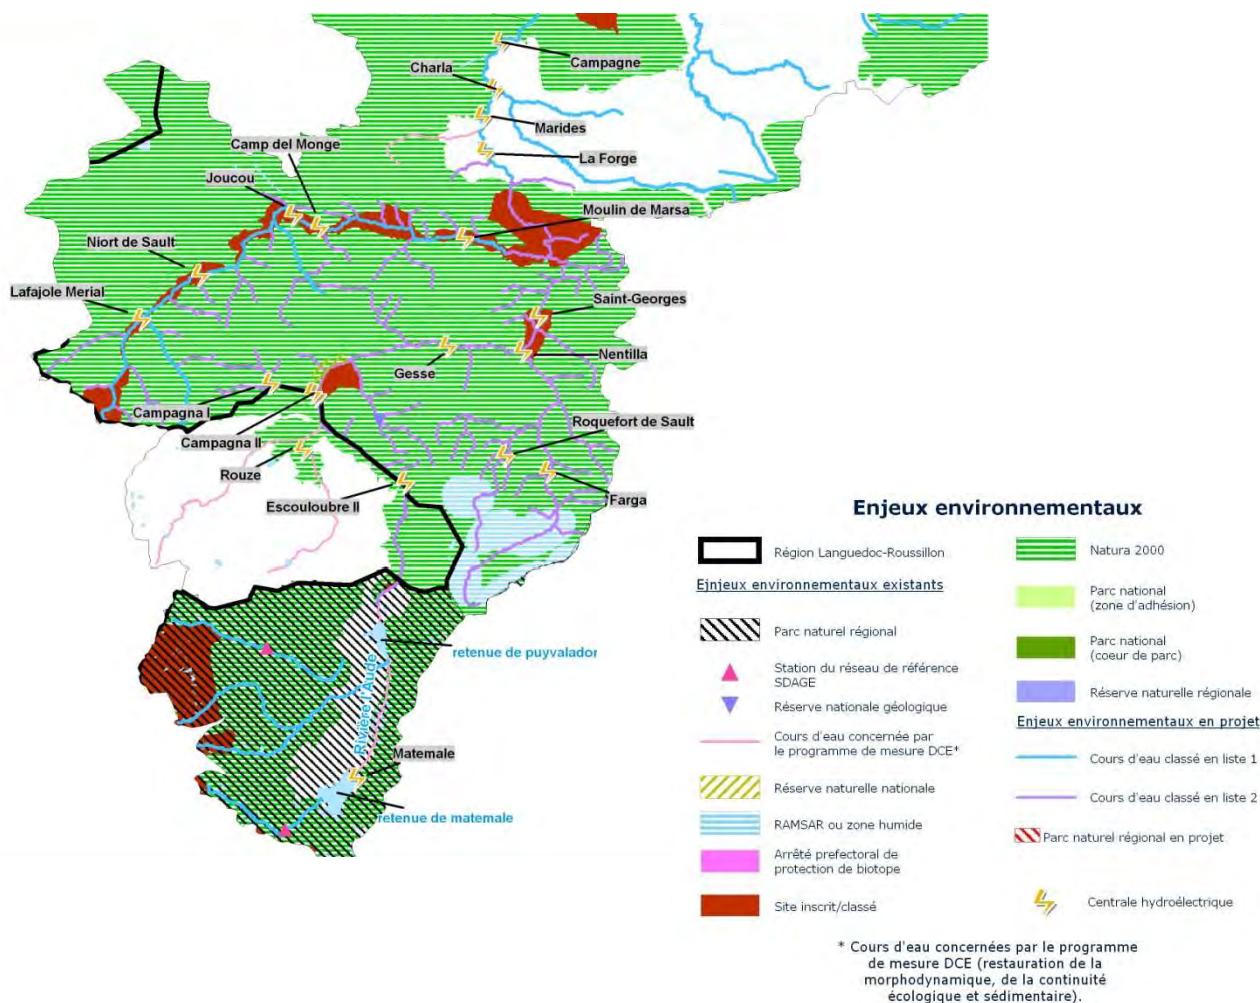 Campagne
Charla
Marides
Camp del Monge
La Forge
Joucou
Moulin de Marsa
Niort de Sault
Lafajole Merial
Saint-Georges
Nentilla
Gesse
Campagna I
Roquefort de Sault
Campagna II
Rouze
Escouloubre II
Farga
retenue de puyvalador
Rivière l'Aude
Matemale
retenue de matemale
Enjeux environnementaux
Région Languedoc-Roussillon
Einjeux environnementaux existants
Parc naturel régional
Station du réseau de référence
SDAGE
Réserve nationale géologique
Cours d'eau concernée par
le programme de mesure DCE*
Réserve naturelle nationale
RAMSAR ou zone humide
Arrêté prefectoral de
protection de biotope
Site inscrit/classé
Natura 2000
Parc national
(zone d'adhésion)
Parc national
(coeur de parc)
Réserve naturelle régionale
Enjeux environnementaux en projet
Cours d'eau classé en liste 1
Cours d'eau classé en liste 2
Parc naturel régional en projet
Centrale hydroélectrique
* Cours d'eau concernées par le programme
de mesure DCE (restauration de la
morphodynamique, de la continuité
écologique et sédimentaire).